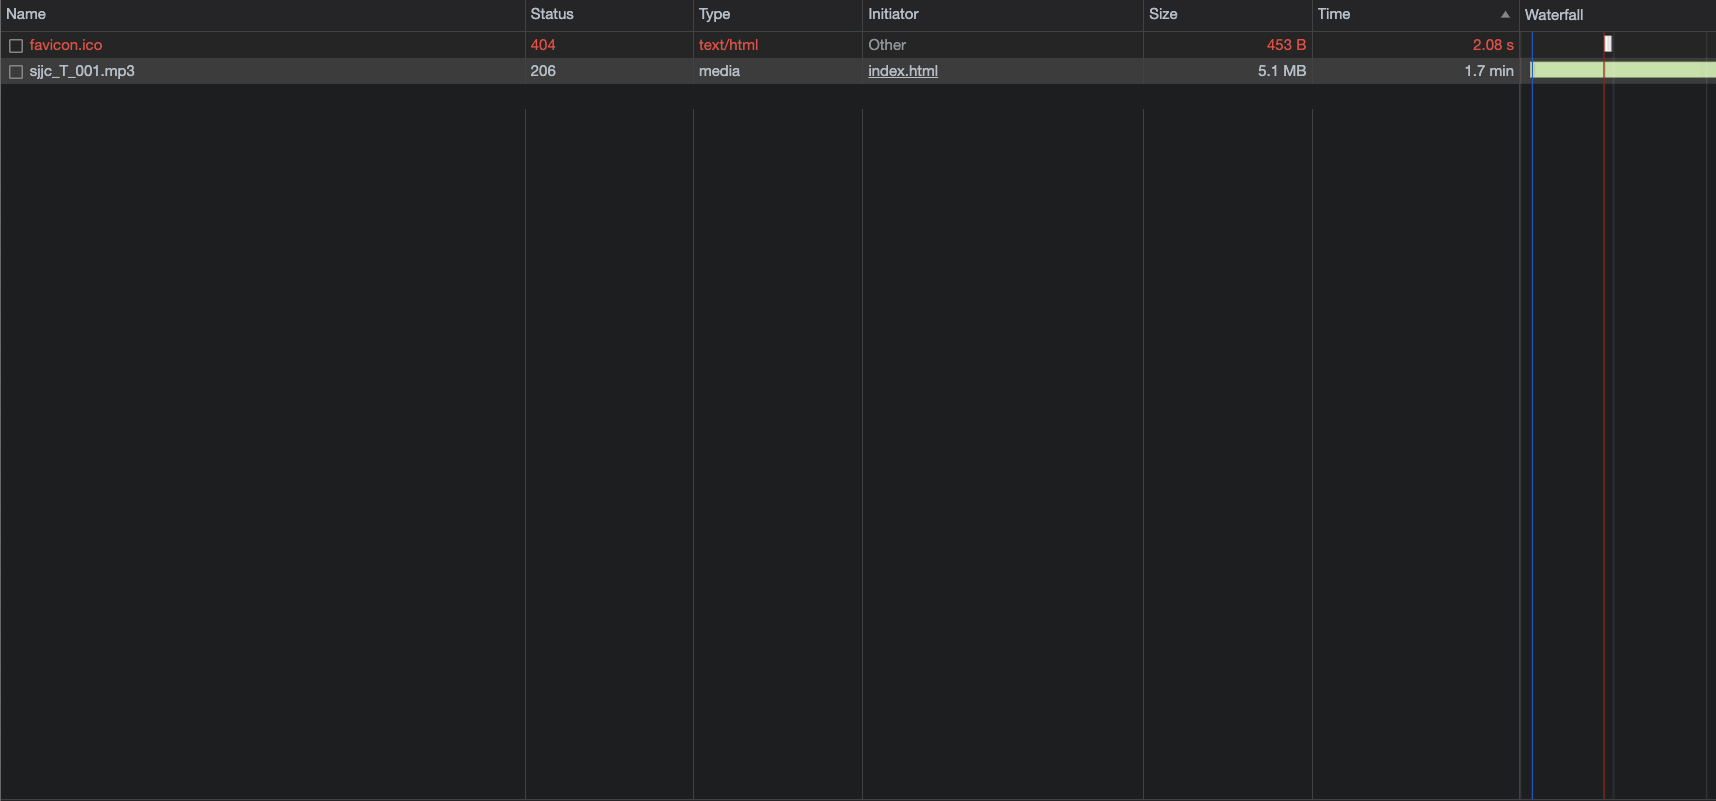 Name Status Type Initiator Size Time Waterfall
favicon.ico 404 text/html Other 453 B 2.08 s
sjjc_T_001.mp3 206 media index.html 5.1 MB 1.7 min